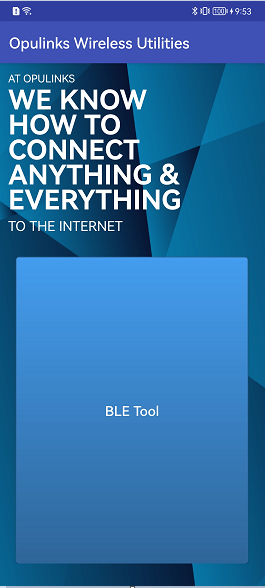 100 9:53
Opulinks Wireless Utilities
AT OPULINKS
WE KNOW
HOW TO
CONNECT
ANYTHING &
EVERYTHING
TO THE INTERNET
BLE Tool